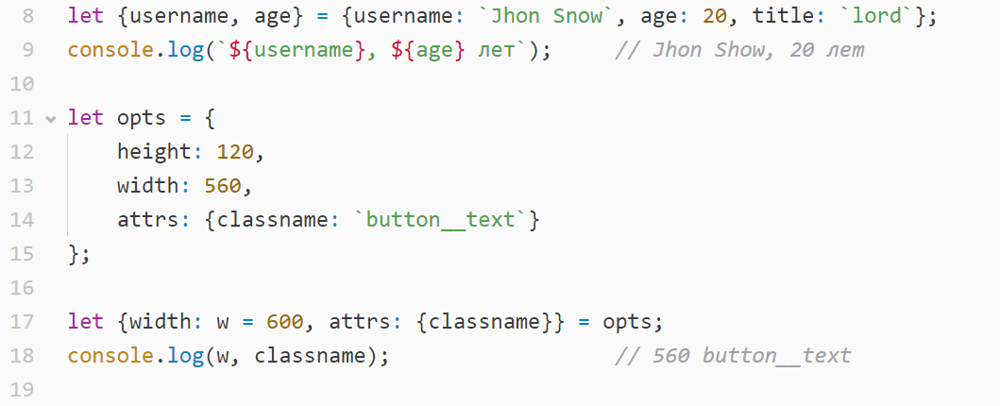 8 let {username, age} = {username: `Jhon Snow`, age: 20, title: `lord`};
9 console.log(`${username}, ${age} лет`); // Jhon Show, 20 лет
10
11 let opts = {
12 height: 120,
13 width: 560,
14 attrs: {classname: `button__text`}
15 };
16
17 let {width: w = 600, attrs: {classname}} = opts;
18 console.log(w, classname); // 560 button__text
19